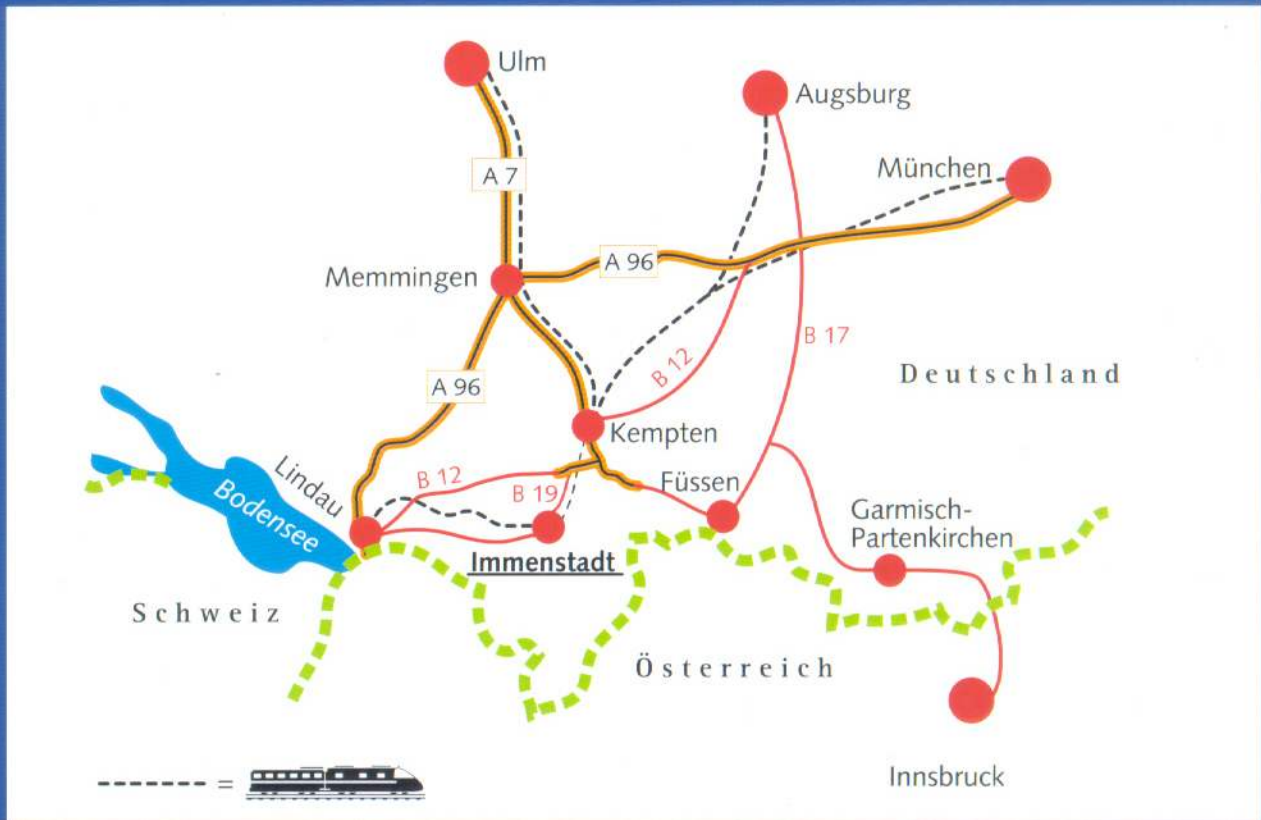 Ulm
Augsburg
München
A 7
Memmingen
A 96
B 17
B 12
Deutschland
A 96
Kempten
Lindau
B 12
B 19
Füssen
Bodensee
Garmisch-
Partenkirchen
Immenstadt
Schweiz
Österreich
=
Innsbruck